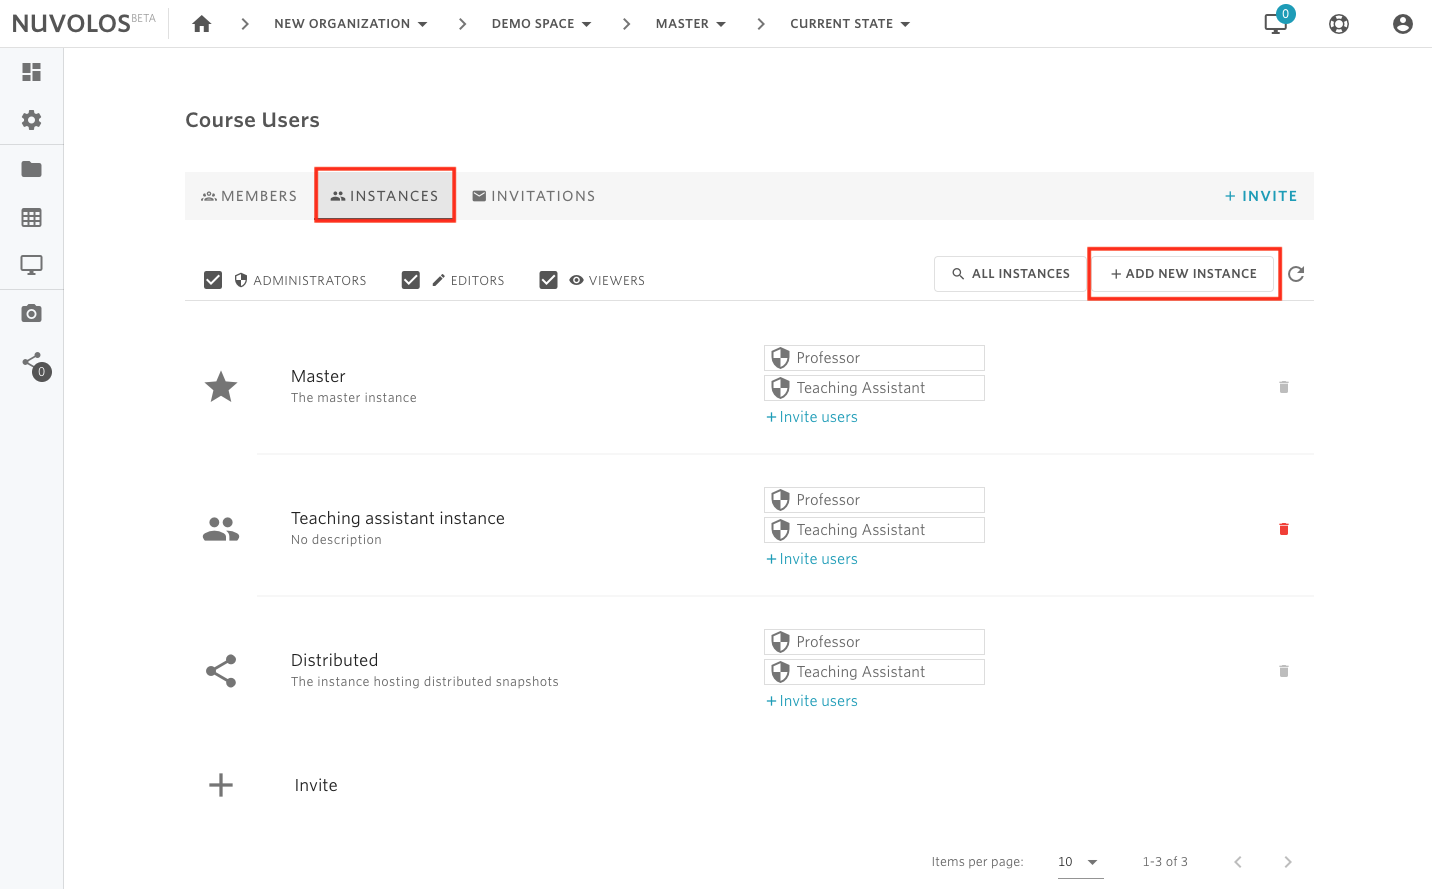 NUVOLOS BETA NEW ORGANIZATION DEMO SPACE MASTER CURRENT STATE 0
Course Users
MEMBERS INSTANCES INVITATIONS + INVITE
ADMINISTRATORS EDITORS VIEWERS ALL INSTANCES + ADD NEW INSTANCE
0
Master
The master instance
Professor
Teaching Assistant
+ Invite users
Teaching assistant instance
No description
Professor
Teaching Assistant
+ Invite users
Distributed
The instance hosting distributed snapshots
Professor
Teaching Assistant
+ Invite users
Invite
Items per page: 10 1-3 of 3